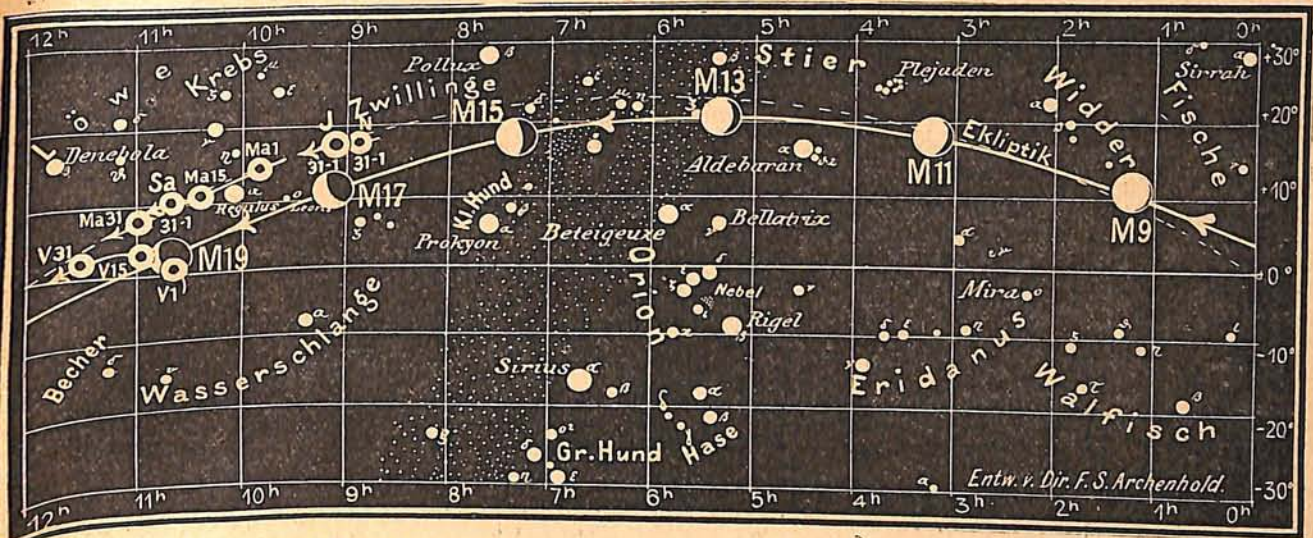 12h 11h 10h 9h 8h 7h 6h 5h 4h 3h 2h 1h 0h
+30°
+20°
+10°
0°
-10°
-20°
-30°
Löwe
Krebs
Zwillinge
Stier
Widder
Fische
Pollux
Plejaden
Sirrah
Denebola
Regulus
Aldebaran
Ekliptik
Kl. Hund
Prokyon
Beteigeuze
Bellatrix
Orion
Nebel
Rigel
Mira
Becher
Wasserschlange
Sirius
Gr. Hund
Hase
Eridanus
Walfisch
M9
M11
M13
M15
M17
M19
J
31-1
31-1
Ma1
Ma15
Sa
31-1
Ma31
V31
V15
V1
Entw. v. Dir. F. S. Archenhold.
12h 11h 10h 9h 8h 7h 6h 5h 4h 3h 2h 1h 0h